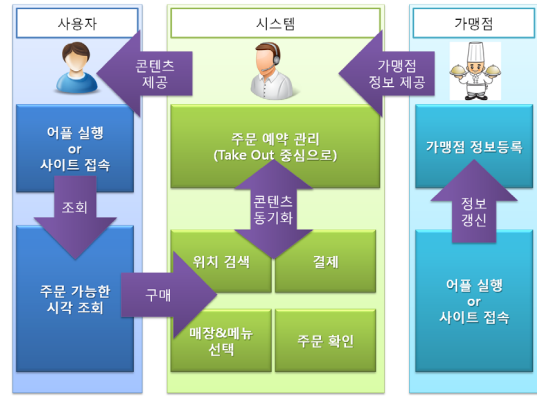 사용자
시스템
가맹점
콘텐츠
제공
가맹점
정보 제공
어플 실행
or
사이트 접속
주문 예약 관리
(Take Out 중심으로)
가맹점 정보등록
조회
콘텐츠
동기화
정보
갱신
주문 가능한
시각 조회
구매
위치 검색
결제
매장&메뉴
선택
주문 확인
어플 실행
or
사이트 접속